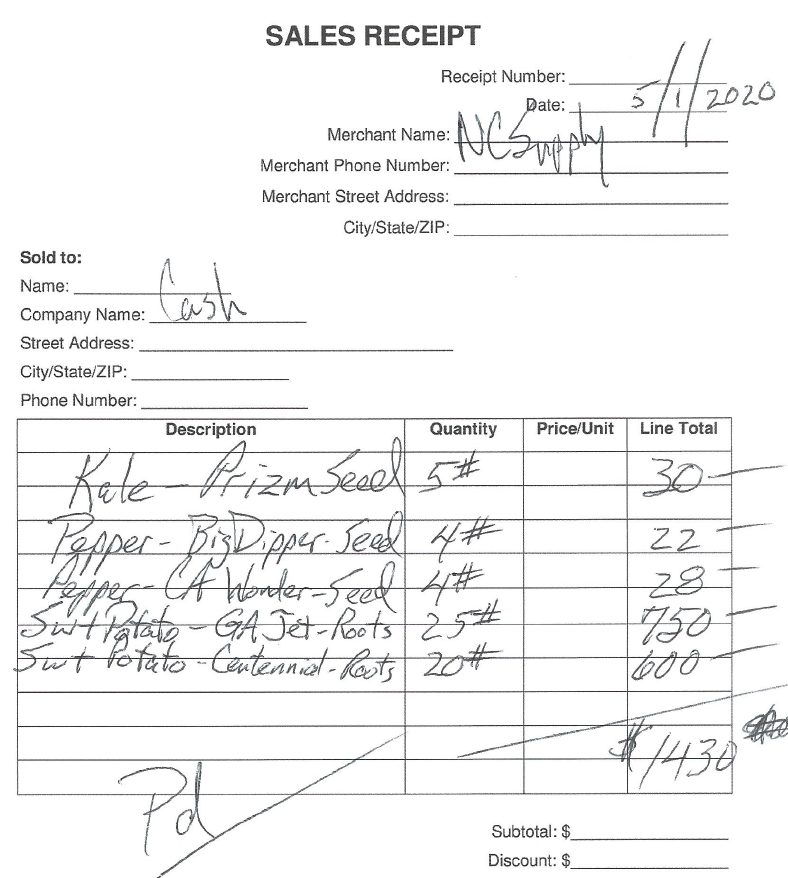 SALES RECEIPT
Receipt Number:
Date: 5/1/2020
Merchant Name: NC Supply
Merchant Phone Number:
Merchant Street Address:
City/State/ZIP:
Sold to:
Name:
Company Name: Cash
Street Address:
City/State/ZIP:
Phone Number:
Description Quantity Price/Unit Line Total
Kale - Prizm Seed 5# 30
Pepper - Big Dipper - Seed 4# 22
Pepper - CA Wonder - Seed 4# 28
Swt Potato - GA Jet - Roots 25# 750
Swt Potato - Centennial - Roots 20# 600
$1430
Pd
Subtotal: $
Discount: $